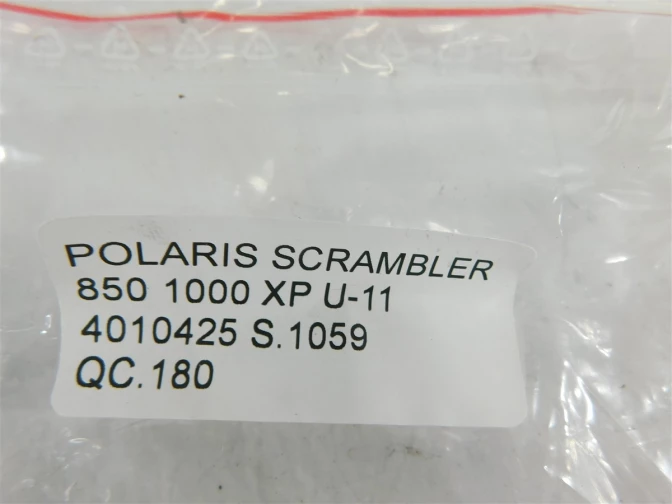 POLARIS SCRAMBLER
850 1000 XP U-11
4010425 S.1059
QC.180